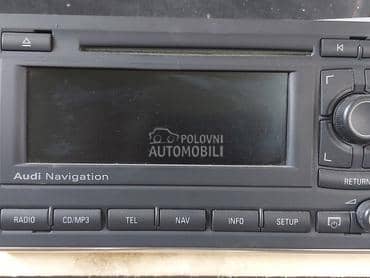 POLOVNI
AUTOMOBILI
Audi Navigation
RETURN
RADIO
CD/MP3
TEL
NAV
INFO
SETUP